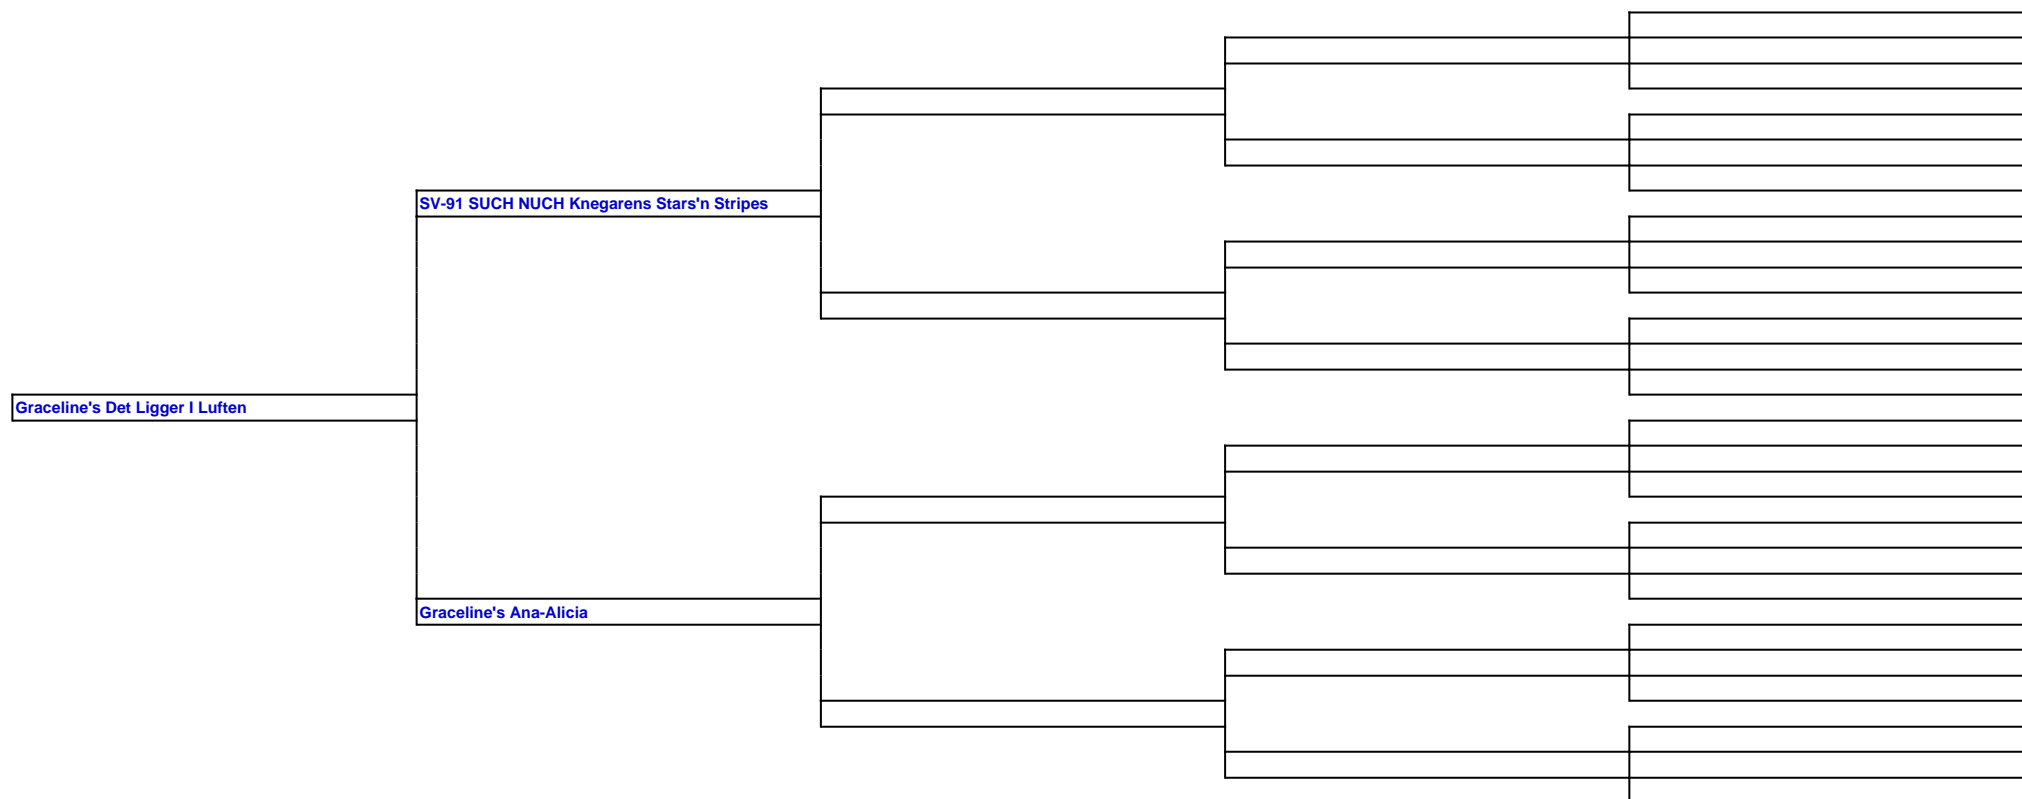 SV-91 SUCH NUCH Knegarens Stars'n Stripes
Graceline's Det Ligger I Luften
Graceline's Ana-Alicia